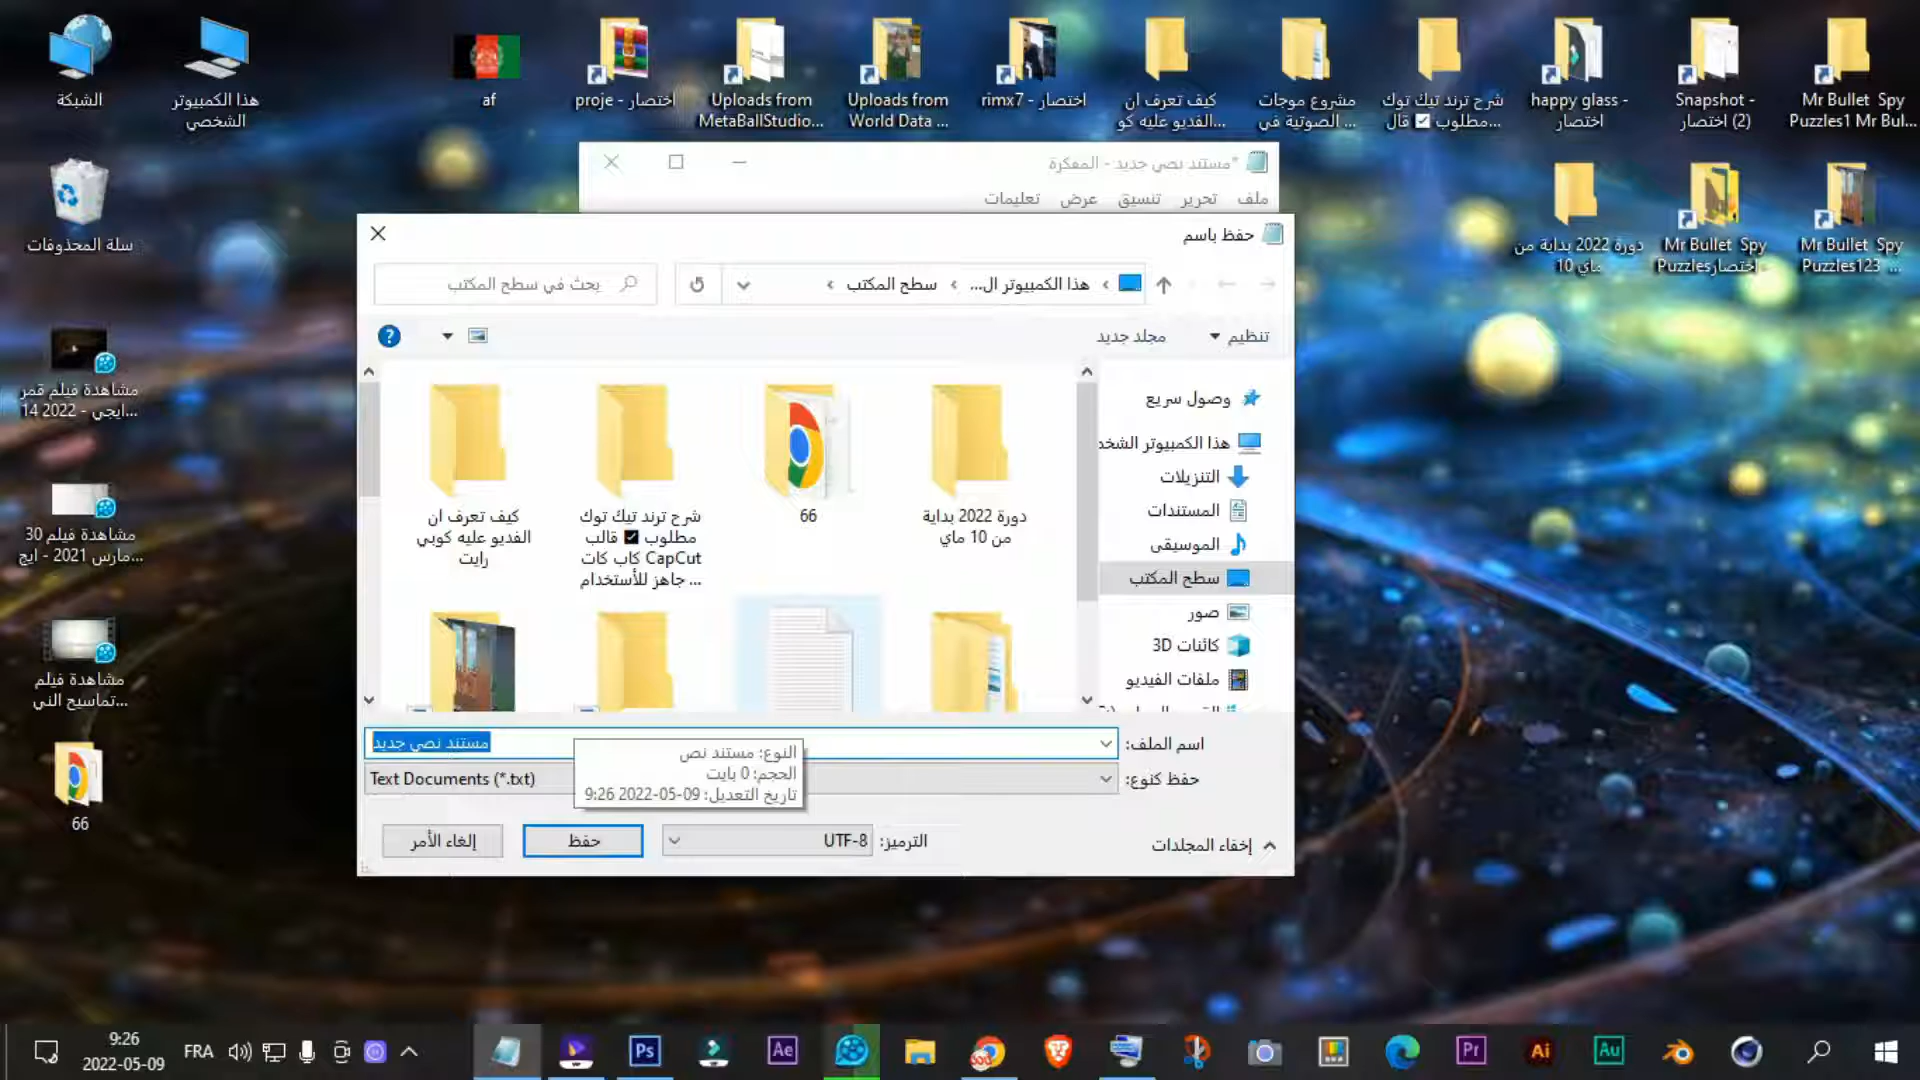 الشبكة
هذا الكمبيوتر
الشخصي
af
proje - اختصار
Uploads from
MetaBallStudio...
Uploads from
World Data ...
rimx7 - اختصار
كيف تعرف ان
الفديو عليه كو...
مشروع موجات
الصوتية في ...
شرح ترند تيك توك
مطلوب ✅ قال...
happy glass -
اختصار
Snapshot -
اختصار (2)
Mr Bullet Spy
Puzzles1 Mr Bul...
سلة المحذوفات
دورة 2022 بداية من
10 ماي
Mr Bullet Spy
Puzzlesاختصار -
Mr Bullet Spy
Puzzles123 ...
مشاهدة فيلم قمر
14 2022 - ايجي...
مشاهدة فيلم 30
مارس 2021 - ايج...
مشاهدة فيلم
تماسيح الني...
66
*مستند نصي جديد - المفكرة
ملف تحرير تنسيق عرض تعليمات
حفظ باسم
هذا الكمبيوتر ال... › سطح المكتب ›
بحث في سطح المكتب
تنظيم
مجلد جديد
وصول سريع
هذا الكمبيوتر الشخص
التنزيلات
المستندات
الموسيقى
سطح المكتب
صور
كائنات 3D
ملفات الفيديو
دورة 2022 بداية
من 10 ماي
66
شرح ترند تيك توك
مطلوب ✅ قالب
CapCut كاب كات
جاهز للأستخدام ...
كيف تعرف ان
الفديو عليه كوبي
رايت
اسم الملف:
مستند نصي جديد
حفظ كنوع:
Text Documents (*.txt)
النوع: مستند نص
الحجم: 0 بايت
تاريخ التعديل: 09-05-2022 9:26
إخفاء المجلدات
الترميز:
UTF-8
حفظ
إلغاء الأمر
9:26
2022-05-09
FRA
Ps
Ae
Pr
Ai
Au